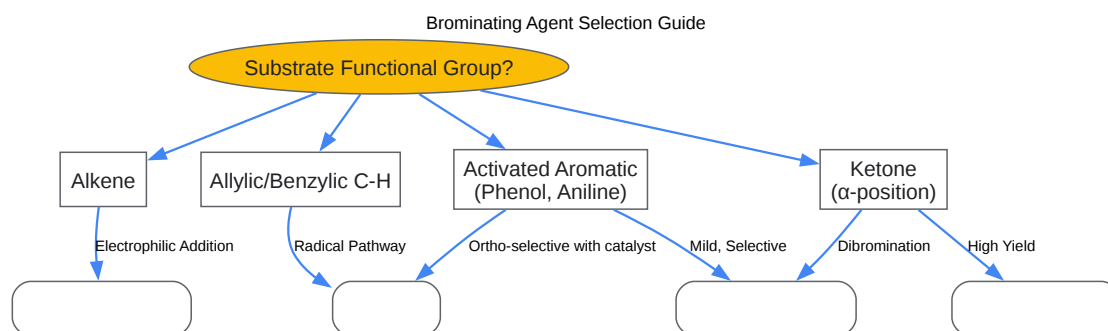 Brominating Agent Selection Guide
Substrate Functional Group?
Alkene
Allylic/Benzylic C-H
Activated Aromatic
(Phenol, Aniline)
Ketone
(α-position)
Electrophilic Addition
Radical Pathway
Ortho-selective with catalyst
Mild, Selective
Dibromination
High Yield